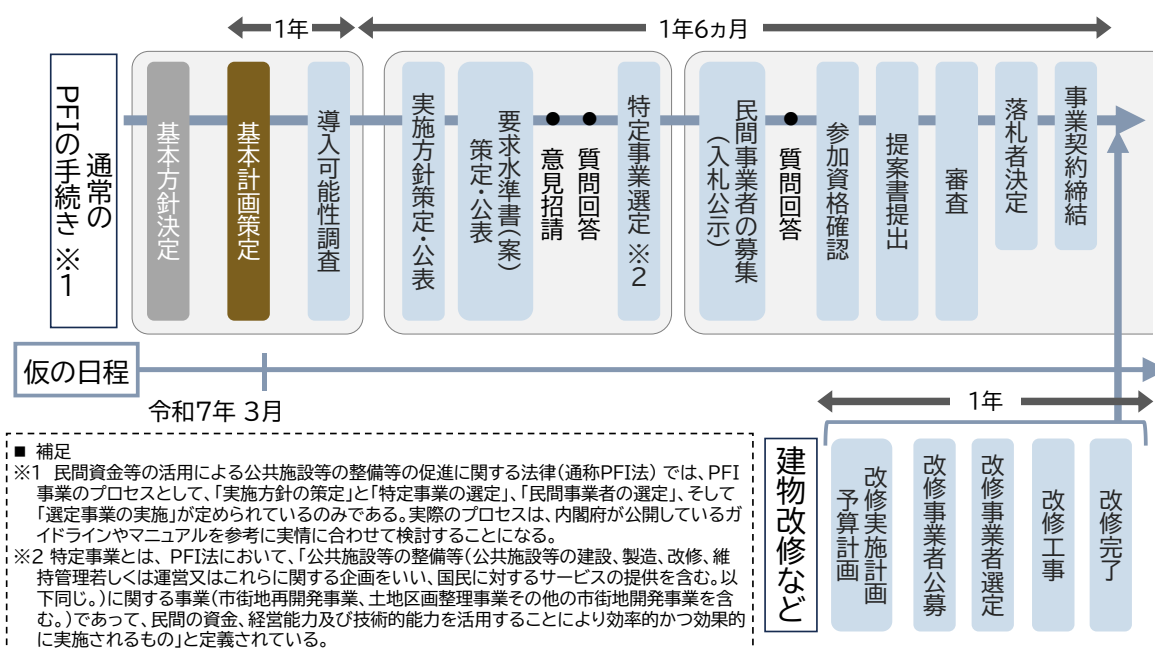 1年
1年6ヵ月
通常の
PFIの手続き ※1
基本方針決定
基本計画策定
導入可能性調査
実施方針策定・公表
要求水準書(案)
策定・公表
意見招請
質問回答
特定事業選定 ※2
民間事業者の募集
(入札公示)
質問回答
参加資格確認
提案書提出
審査
落札者決定
事業契約締結
仮の日程
令和7年 3月
1年
建物改修など
改修実施計画
予算計画
改修事業者公募
改修事業者選定
改修工事
改修完了
■ 補足
※1 民間資金等の活用による公共施設等の整備等の促進に関する法律(通称PFI法) では、PFI
事業のプロセスとして、「実施方針の策定」と「特定事業の選定」、「民間事業者の選定」、そして
「選定事業の実施」が定められているのみである。実際のプロセスは、内閣府が公開しているガ
イドラインやマニュアルを参考に実情に合わせて検討することになる。
※2 特定事業とは、PFI法において、「公共施設等の整備等(公共施設等の建設、製造、改修、維
持管理若しくは運営又はこれらに関する企画をいい、国民に対するサービスの提供を含む。以
下同じ。)に関する事業(市街地再開発事業、土地区画整理事業その他の市街地開発事業を含
む。)であって、民間の資金、経営能力及び技術的能力を活用することにより効率的かつ効果的
に実施されるもの」と定義されている。